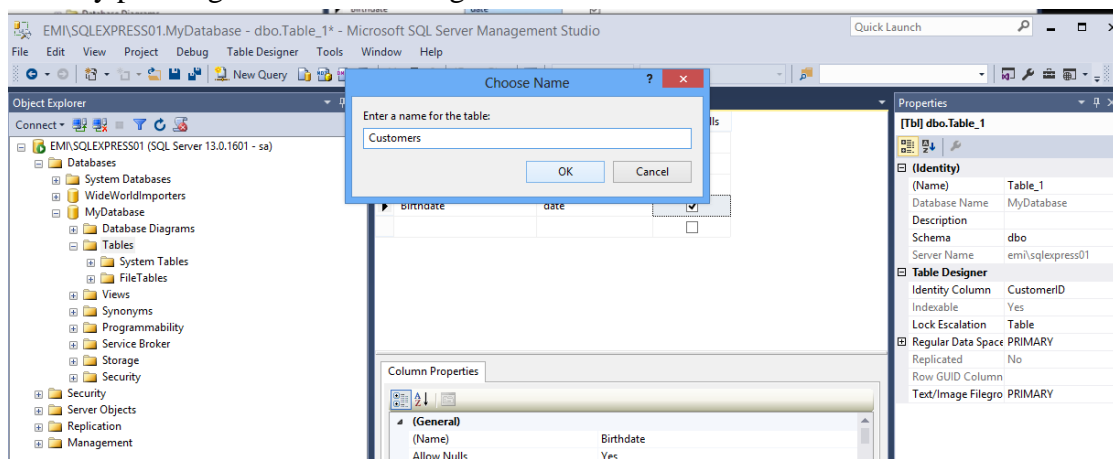 EMI\SQLEXPRESS01.MyDatabase - dbo.Table_1* - Microsoft SQL Server Management Studio
Quick Launch
File Edit View Project Debug Table Designer Tools Window Help
New Query
Choose Name
?
Enter a name for the table:
Customers
OK Cancel
Object Explorer
Connect
EMI\SQLEXPRESS01 (SQL Server 13.0.1601 - sa)
Databases
System Databases
WideWorldImporters
MyDatabase
Database Diagrams
Tables
System Tables
FileTables
Views
Synonyms
Programmability
Service Broker
Storage
Security
Security
Server Objects
Replication
Management
Birthdate date
Column Properties
(General)
(Name) Birthdate
Allow Nulls Yes
Properties
[Tbl] dbo.Table_1
(Identity)
(Name) Table_1
Database Name MyDatabase
Description
Schema dbo
Server Name emi\sqlexpress01
Table Designer
Identity Column CustomerID
Indexable Yes
Lock Escalation Table
Regular Data Space PRIMARY
Replicated No
Row GUID Column
Text/Image Filegro PRIMARY